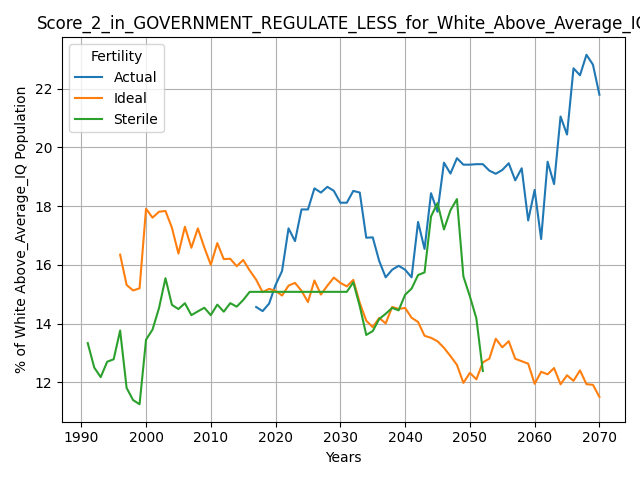 Score_2_in_GOVERNMENT_REGULATE_LESS_for_White_Above_Average_IQ
Fertility
Actual
Ideal
Sterile
% of White Above_Average_IQ Population
22
20
18
16
14
12
1990 2000 2010 2020 2030 2040 2050 2060 2070
Years